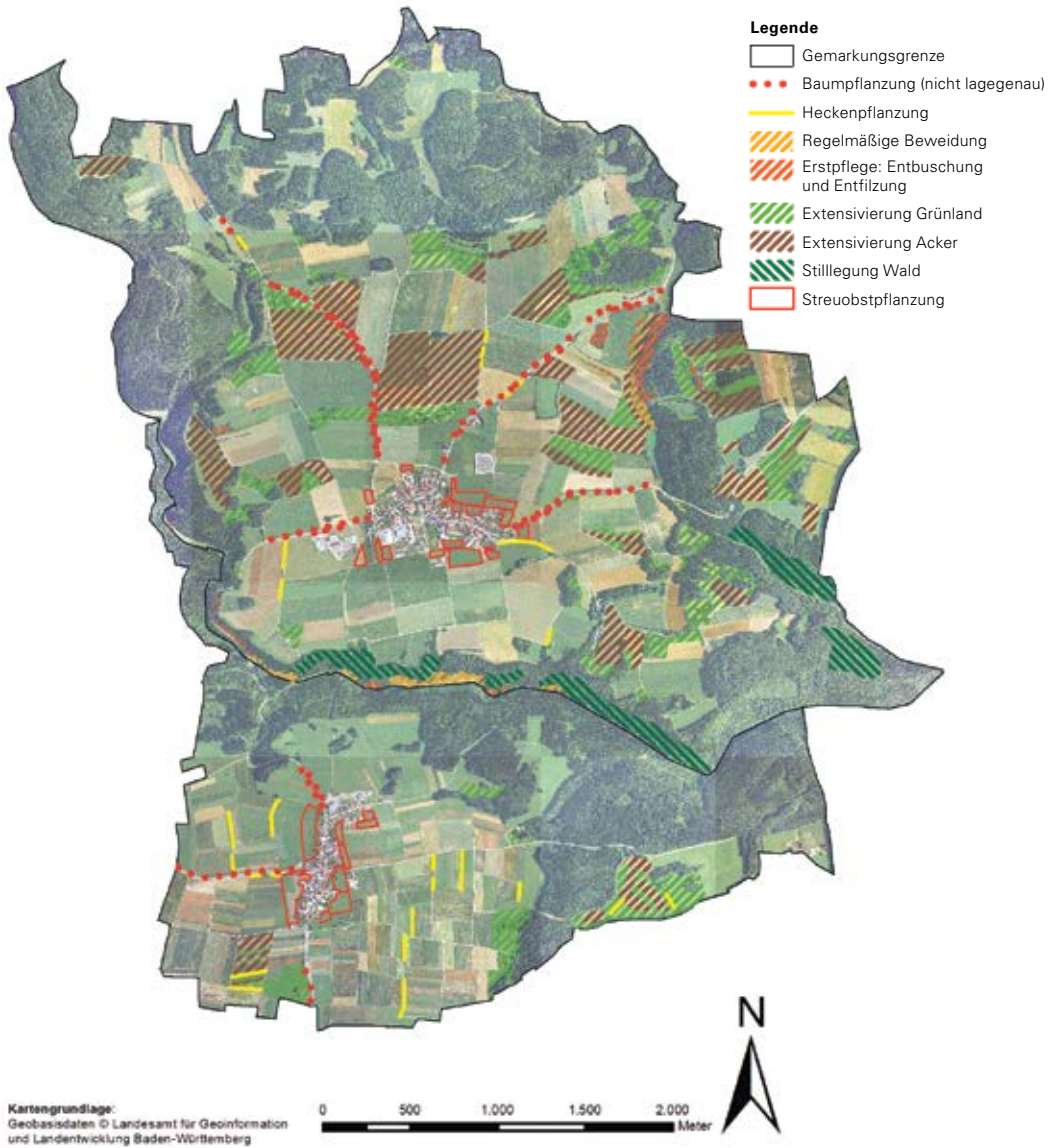 Legende
Gemarkungsgrenze
Baumpflanzung (nicht lagegenau)
Heckenpflanzung
Regelmäßige Beweidung
Erstpflege: Entbuschung
und Entfilzung
Extensivierung Grünland
Extensivierung Acker
Stilllegung Wald
Streuobstpflanzung
N
Kartengrundlage:
Geobasisdaten © Landesamt für Geoinformation
und Landentwicklung Baden-Württemberg
0 500 1.000 1.500 2.000
Meter